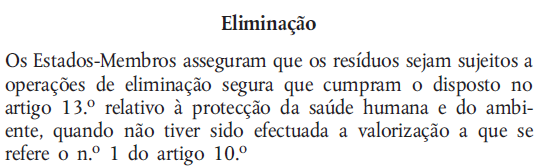 Eliminação
Os Estados-Membros asseguram que os resíduos sejam sujeitos a
operações de eliminação segura que cumpram o disposto no
artigo 13.º relativo à protecção da saúde humana e do ambi-
ente, quando não tiver sido efectuada a valorização a que se
refere o n.º 1 do artigo 10.º